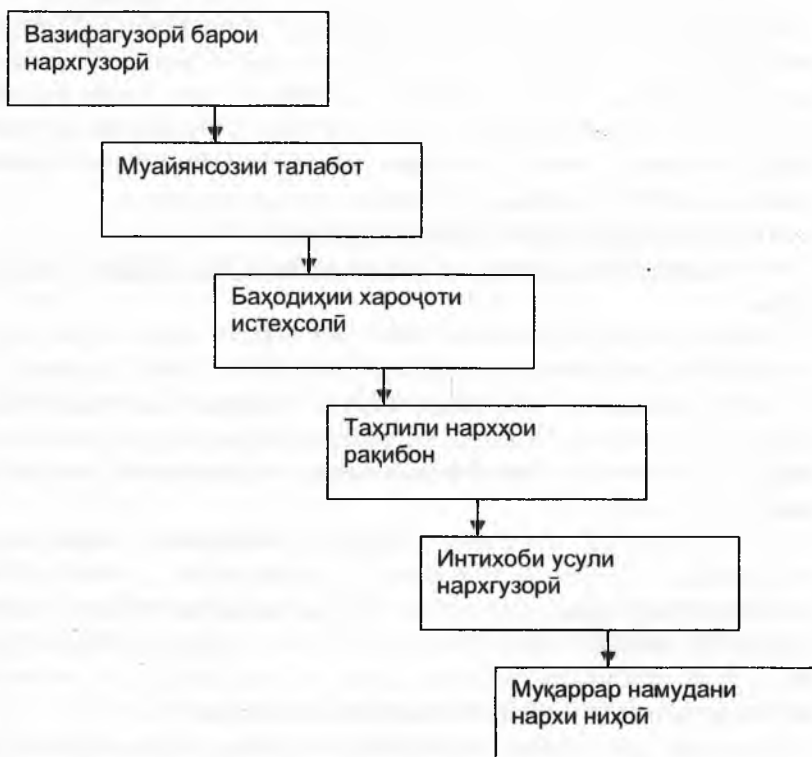 Вазифагузорӣ барои
нархгузорӣ
Муайянсозии талабот
Баҳодиҳии хароҷоти
истеҳсолӣ
Таҳлили нархҳои
рақибон
Интихоби усули
нархгузорӣ
Муқаррар намудани
нархи ниҳоӣ